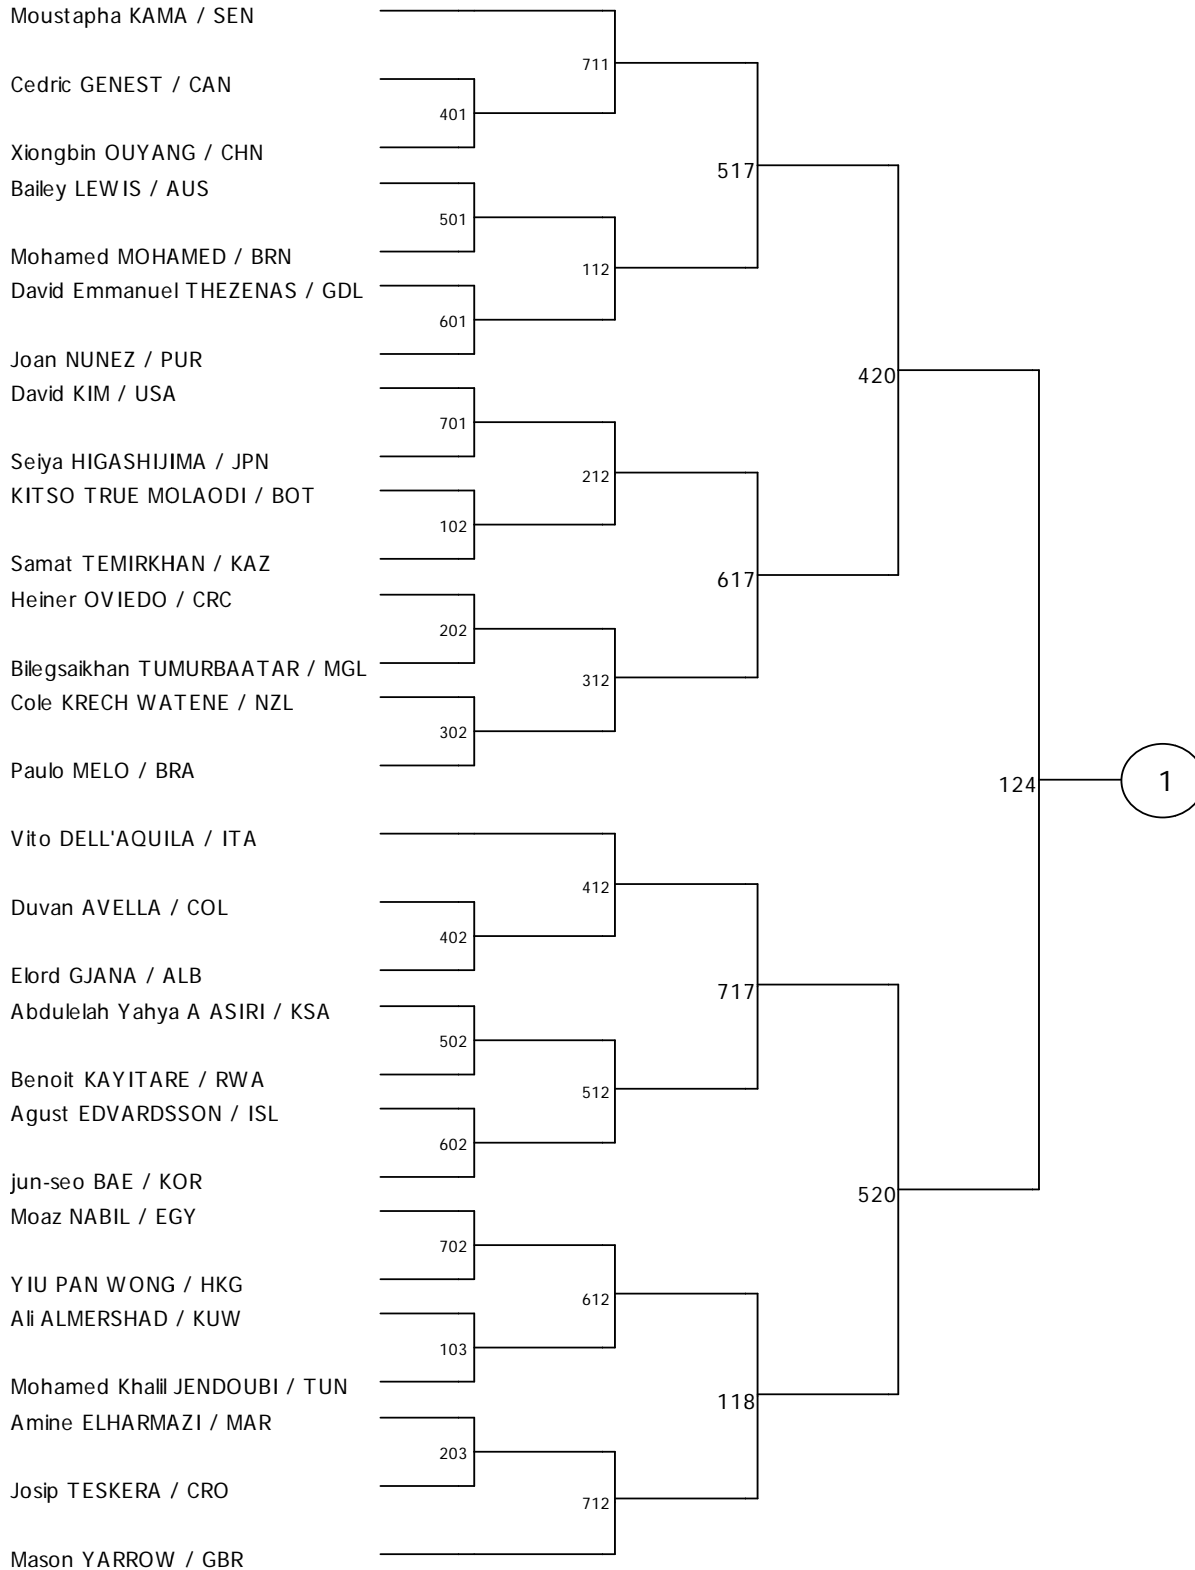 Moustapha KAMA / SEN
711
Cedric GENEST / CAN
401
Xiongbin OUYANG / CHN
517
Bailey LEWIS / AUS
501
Mohamed MOHAMED / BRN
112
David Emmanuel THEZENAS / GDL
601
Joan NUNEZ / PUR
420
David KIM / USA
701
Seiya HIGASHIJIMA / JPN
212
KITSO TRUE MOLAODI / BOT
102
Samat TEMIRKHAN / KAZ
617
Heiner OVIEDO / CRC
202
Bilegsaikhan TUMURBAATAR / MGL
312
Cole KRECH WATENE / NZL
302
Paulo MELO / BRA
124
1
Vito DELL'AQUILA / ITA
412
Duvan AVELLA / COL
402
Elord GJANA / ALB
717
Abdulelah Yahya A ASIRI / KSA
502
Benoit KAYITARE / RWA
512
Agust EDVARDSSON / ISL
602
jun-seo BAE / KOR
520
Moaz NABIL / EGY
702
YIU PAN WONG / HKG
612
Ali ALMERSHAD / KUW
103
Mohamed Khalil JENDOUBI / TUN
118
Amine ELHARMAZI / MAR
203
Josip TESKERA / CRO
712
Mason YARROW / GBR